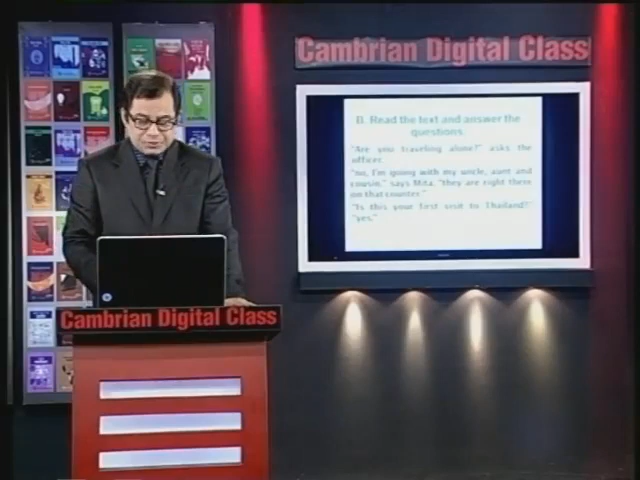 Cambrian Digital Class
B. Read the text and answer the
questions.
"Are you traveling alone?" asks the
officer.
"no, I'm going with my uncle, aunt and
cousin," says Mita, "they are right there
on that counter."
"Is this your first visit to Thailand?"
"yes."
Cambrian Digital Class